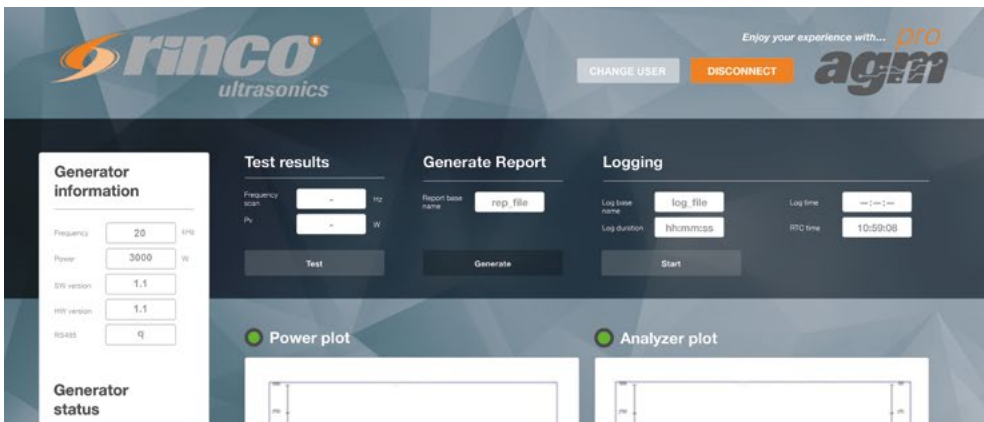 rinco
ultrasonics
Enjoy your experience with... pro
agm
CHANGE USER
DISCONNECT
Generator
information
Frequency 20 kHz
Power 3000 W
SW version 1.1
HW version 1.1
RS485 q
Generator
status
Test results
Frequency
scan - Hz
Pv - W
Test
Generate Report
Report base
name rep_file
Generate
Logging
Log base
name log_file
Log duration hh:mm:ss
Log time --:--:--
RTC time 10:59:08
Start
Power plot
Analyzer plot